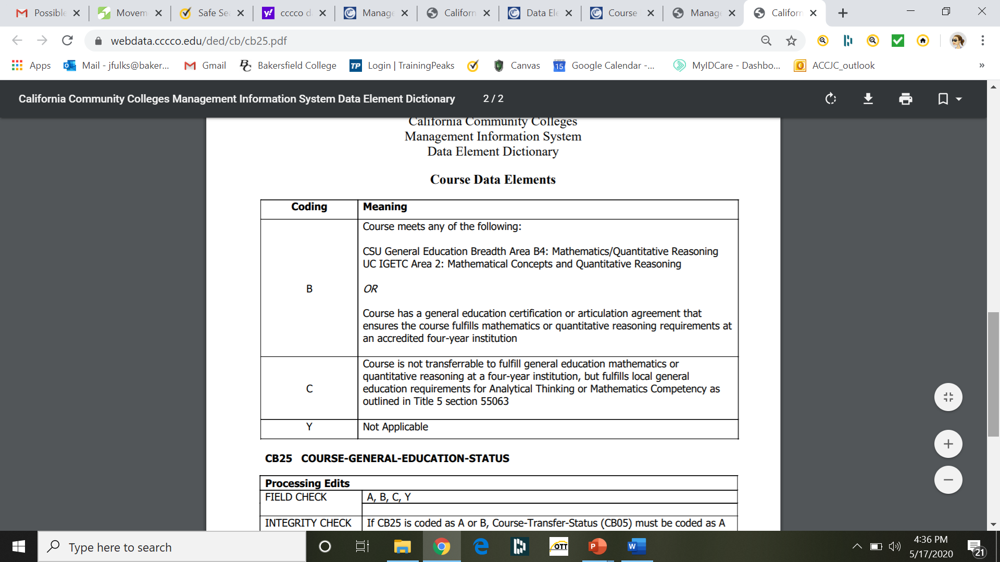 Possible
Movem
Safe Se
cccco d
Manage
Californ
Data Ele
Course
Manage
Californ
webdata.cccco.edu/ded/cb/cb25.pdf
Apps
Mail - jfulks@baker...
Gmail
Bakersfield College
TP Login | TrainingPeaks
Canvas
15 Google Calendar -...
MyIDCare - Dashbo...
ACCJC_outlook
»
California Community Colleges Management Information System Data Element Dictionary 2 / 2
California Community Colleges
Management Information System
Data Element Dictionary
Course Data Elements
Coding Meaning
B
Course meets any of the following:
CSU General Education Breadth Area B4: Mathematics/Quantitative Reasoning
UC IGETC Area 2: Mathematical Concepts and Quantitative Reasoning
OR
Course has a general education certification or articulation agreement that
ensures the course fulfills mathematics or quantitative reasoning requirements at
an accredited four-year institution
C
Course is not transferrable to fulfill general education mathematics or
quantitative reasoning at a four-year institution, but fulfills local general
education requirements for Analytical Thinking or Mathematics Competency as
outlined in Title 5 section 55063
Y Not Applicable
CB25 COURSE-GENERAL-EDUCATION-STATUS
Processing Edits
FIELD CHECK A, B, C, Y
INTEGRITY CHECK If CB25 is coded as A or B, Course-Transfer-Status (CB05) must be coded as A
Type here to search
OTT
4:36 PM
5/17/2020
21